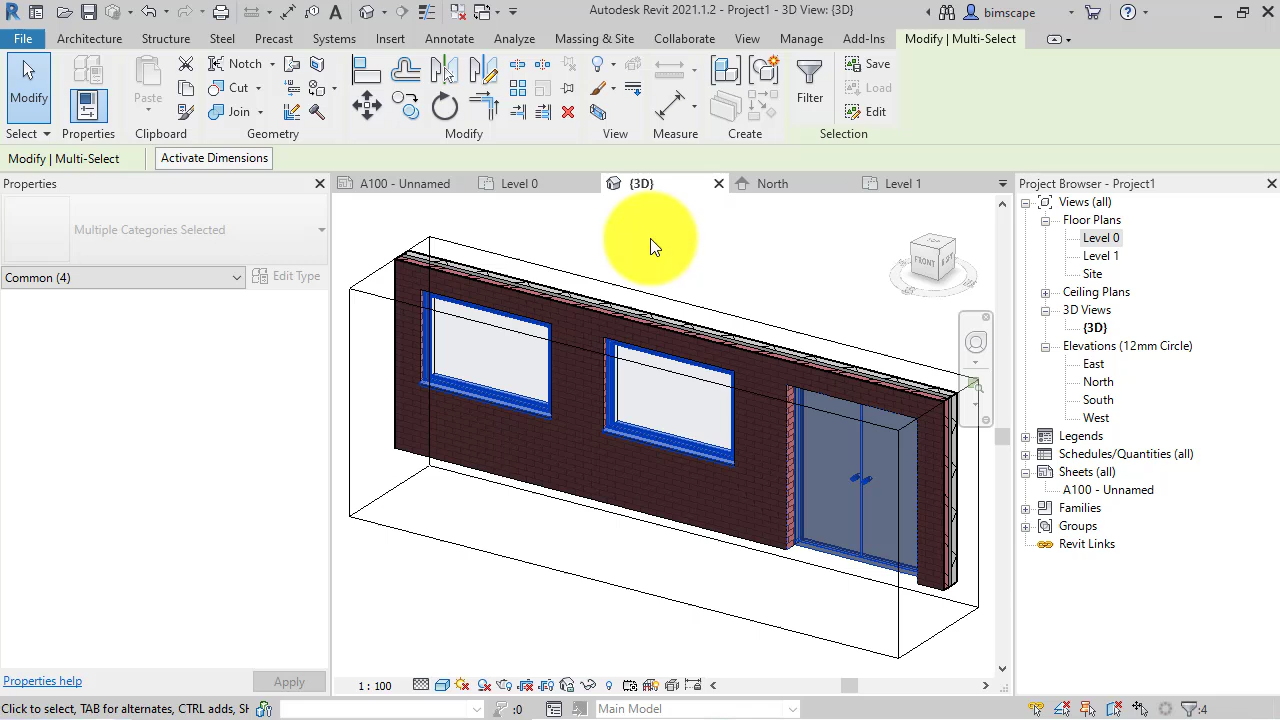 Autodesk Revit 2021.1.2 - Project1 - 3D View: {3D}
bimscape
File
Architecture
Structure
Steel
Precast
Systems
Insert
Annotate
Analyze
Massing & Site
Collaborate
View
Manage
Add-Ins
Modify | Multi-Select
Modify
Paste
Notch
Cut
Join
Filter
Save
Load
Edit
Select
Properties
Clipboard
Geometry
Modify
View
Measure
Create
Selection
Modify | Multi-Select
Activate Dimensions
Properties
A100 - Unnamed
Level 0
{3D}
North
Level 1
Project Browser - Project1
Multiple Categories Selected
Common (4)
Edit Type
Views (all)
Floor Plans
Level 0
Level 1
Site
Ceiling Plans
3D Views
{3D}
Elevations (12mm Circle)
East
North
South
West
Legends
Schedules/Quantities (all)
Sheets (all)
A100 - Unnamed
Families
Groups
Revit Links
FRONT
Properties help
Apply
1 : 100
Click to select, TAB for alternates, CTRL adds, SH
:0
Main Model
:4